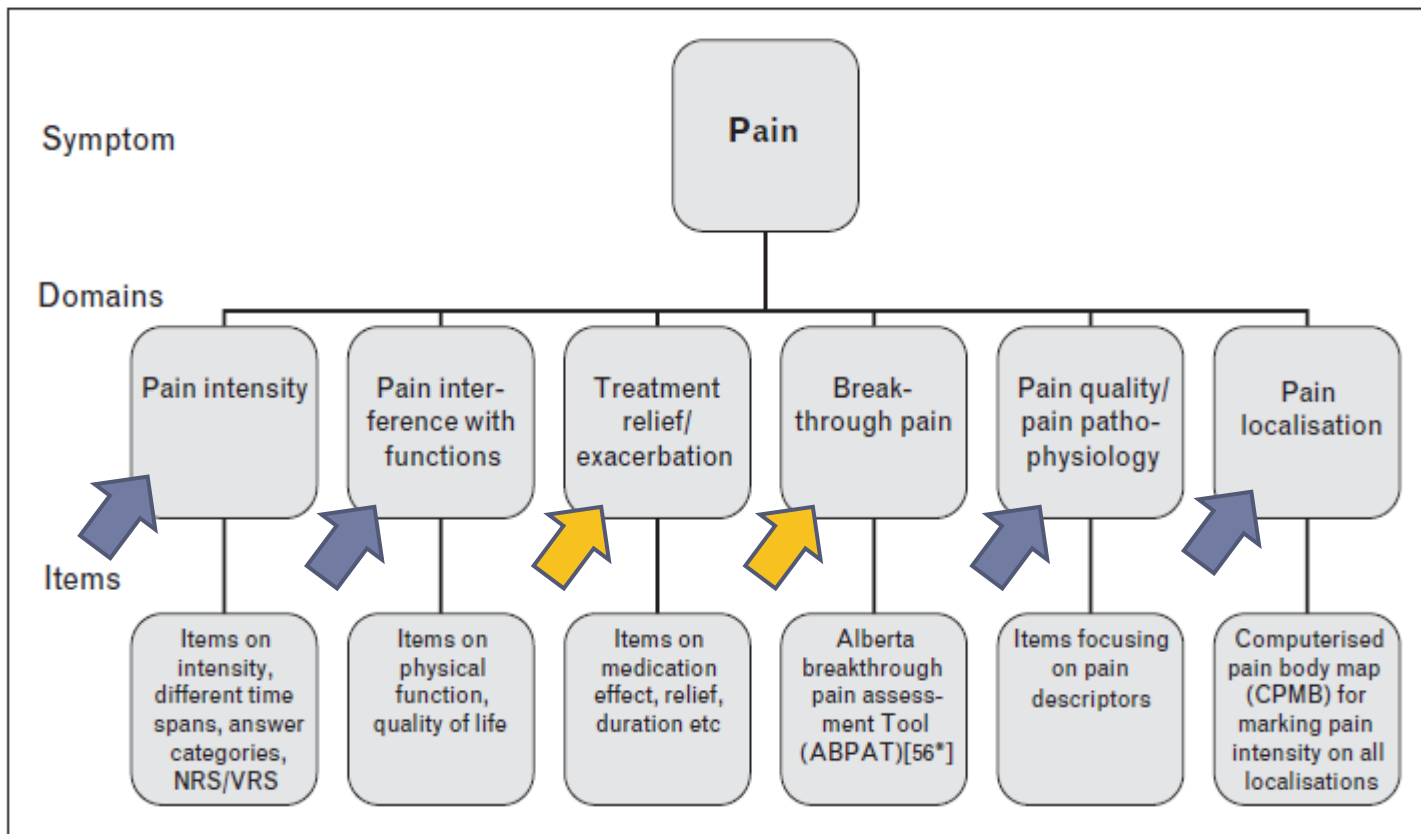 Symptom
Pain
Domains
Pain intensity
Pain inter-
ference with
functions
Treatment
relief/
exacerbation
Break-
through pain
Pain quality/
pain patho-
physiology
Pain
localisation
Items
Items on
intensity,
different time
spans, answer
categories,
NRS/VRS
Items on
physical
function,
quality of life
Items on
medication
effect, relief,
duration etc
Alberta
breakthrough
pain assess-
ment Tool
(ABPAT)[56*]
Items focusing
on pain
descriptors
Computerised
pain body map
(CPMB) for
marking pain
intensity on all
localisations